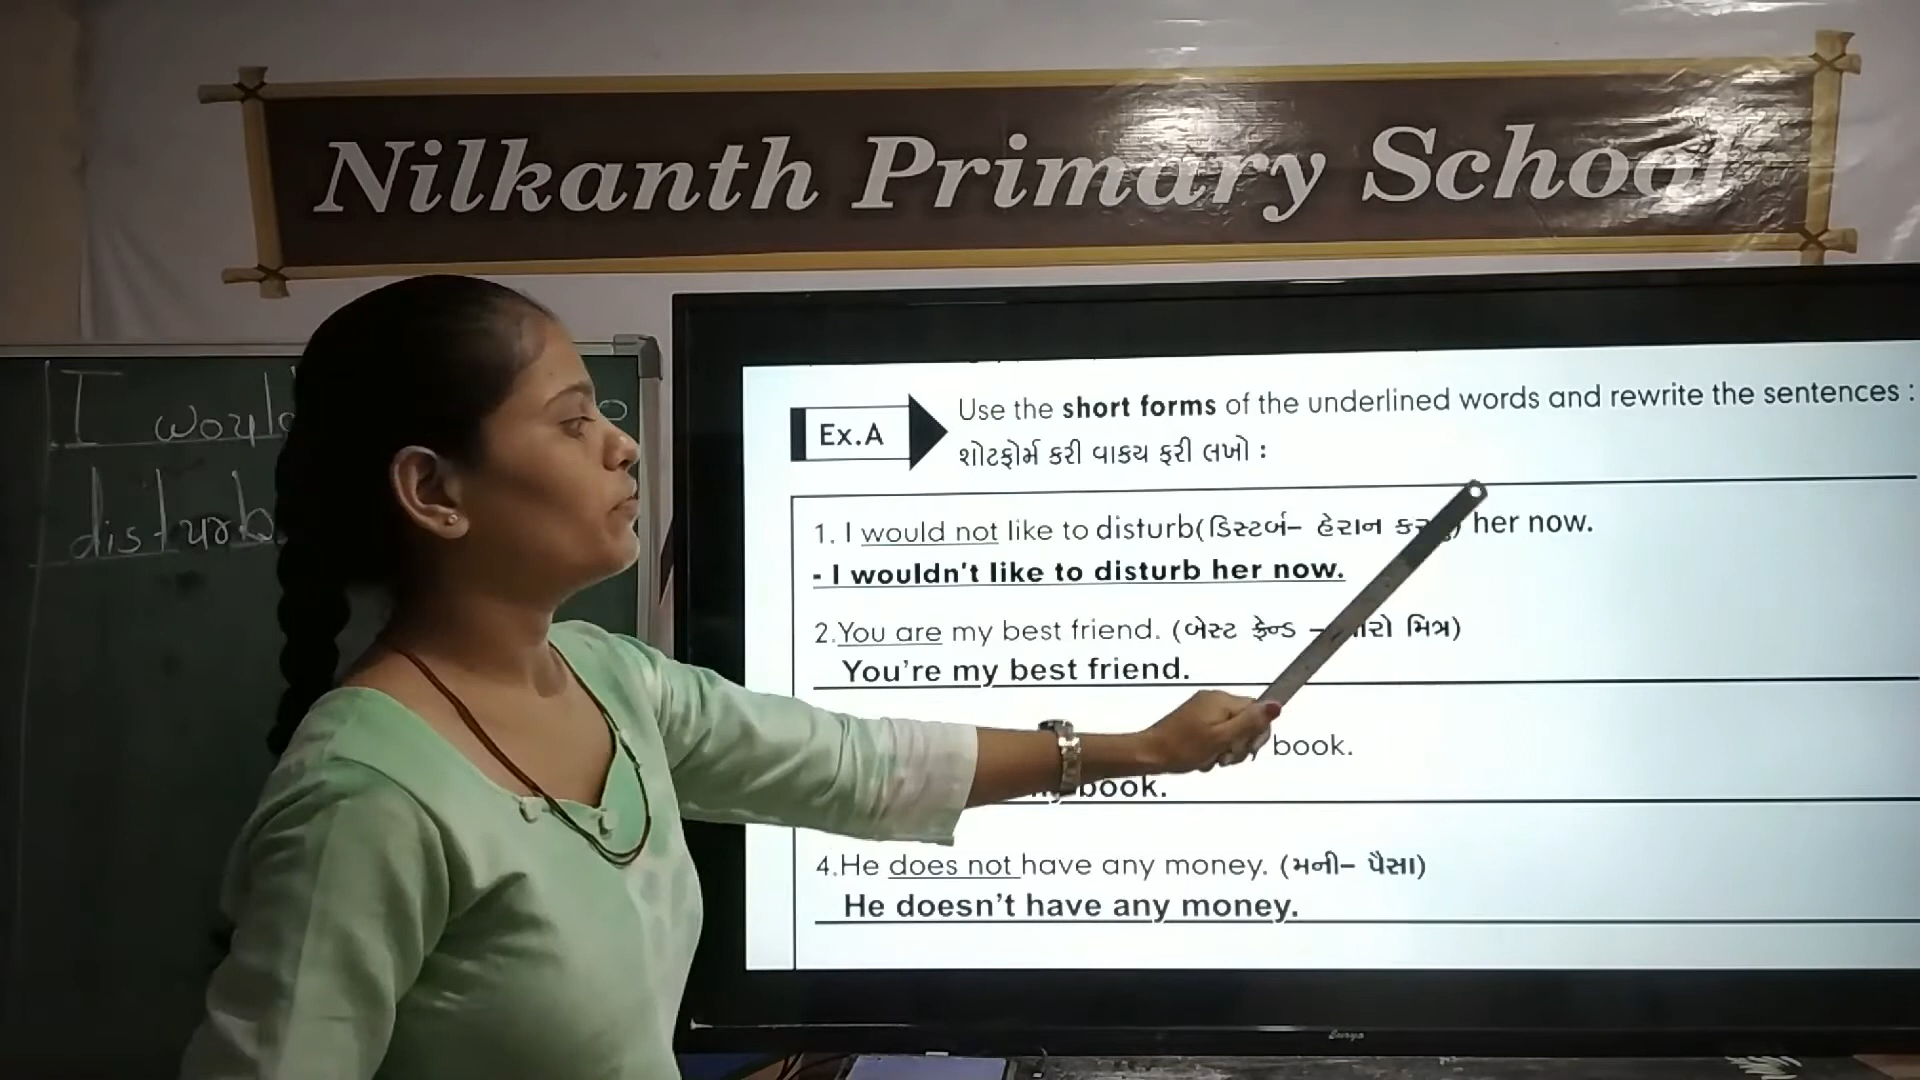 Nilkanth Primary School
I would
disturb
Ex.A
Use the short forms of the underlined words and rewrite the sentences :
શોટફોર્મ કરી વાકય ફરી લખો :
1. I would not like to disturb(ડિસ્ટર્બ– હેરાન her now.
- I wouldn't like to disturb her now.
2.You are my best friend. (બેસ્ટ ફ્રેન્ડ – મિત્ર)
You're my best friend.
book.
book.
4.He does not have any money. (મની– પૈસા)
He doesn't have any money.